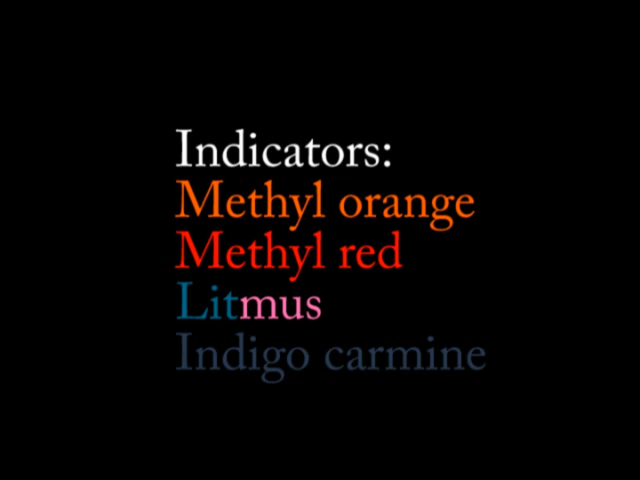 Indicators:
Methyl orange
Methyl red
Litmus
Indigo carmine